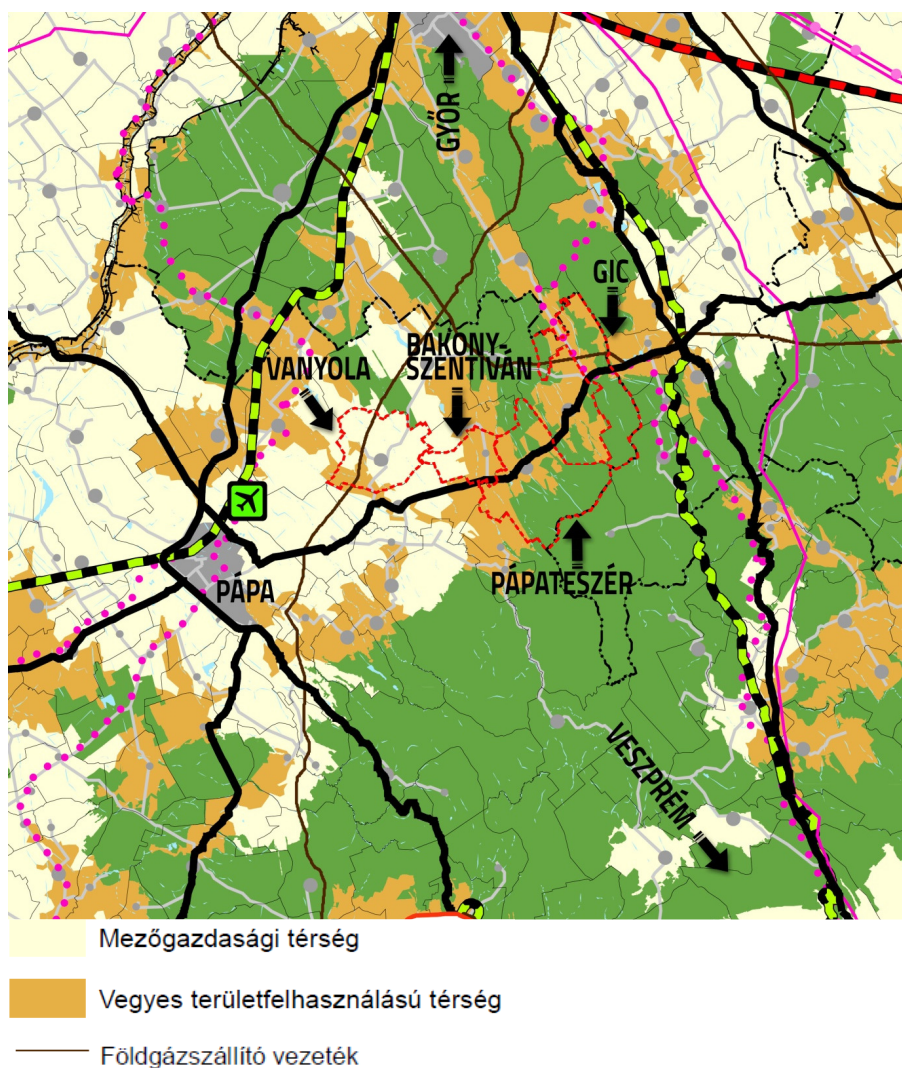 GYŐR
GIC
VANYOLA
BAKONY-
SZENTIVÁN
PÁPA
PÁPATESZÉR
VESZPRÉM
Mezőgazdasági térség
Vegyes területfelhasználású térség
Földgázszállító vezeték